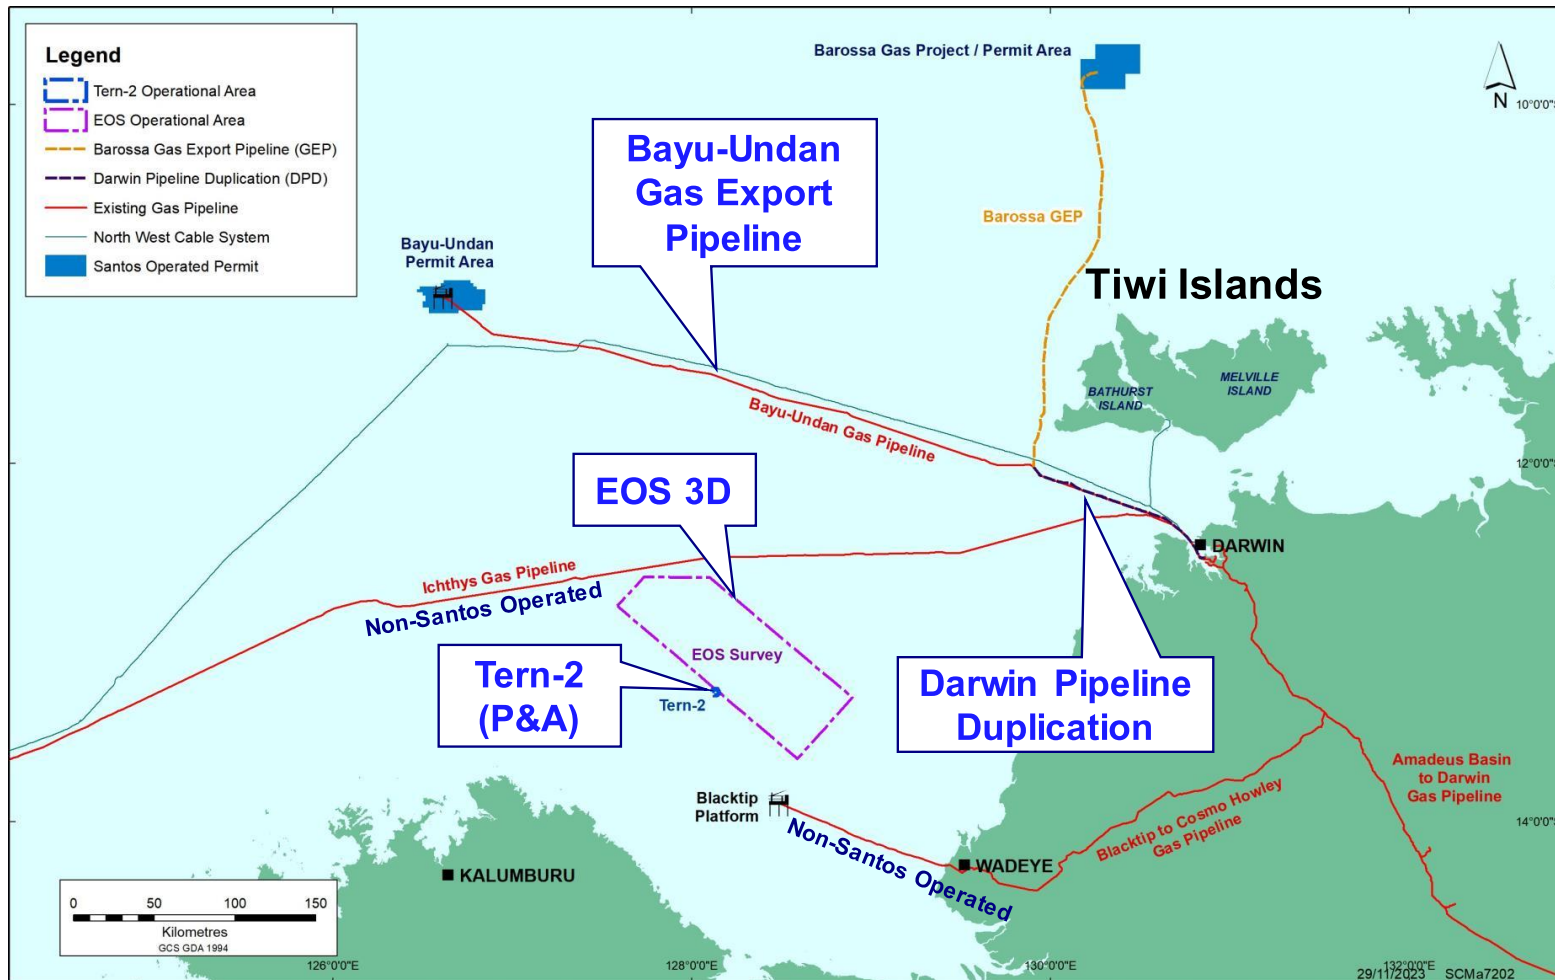 Legend
Tern-2 Operational Area
EOS Operational Area
Barossa Gas Export Pipeline (GEP)
Darwin Pipeline Duplication (DPD)
Existing Gas Pipeline
North West Cable System
Santos Operated Permit
Barossa Gas Project / Permit Area
N
10°0'0"S
Bayu-Undan
Gas Export
Pipeline
Barossa GEP
Bayu-Undan
Permit Area
Tiwi Islands
BATHURST
ISLAND
MELVILLE
ISLAND
Bayu-Undan Gas Pipeline
12°0'0"S
EOS 3D
DARWIN
Ichthys Gas Pipeline
Non-Santos Operated
EOS Survey
Tern-2
(P&A)
Tern-2
Darwin Pipeline
Duplication
Amadeus Basin
to Darwin
Gas Pipeline
Blacktip
Platform
Blacktip to Cosmo Howley
Gas Pipeline
14°0'0"S
Non-Santos Operated
WADEYE
KALUMBURU
0 50 100 150
Kilometres
GCS GDA 1994
126°0'0"E
128°0'0"E
130°0'0"E
132°0'0"E
29/11/2023 SCMa7202